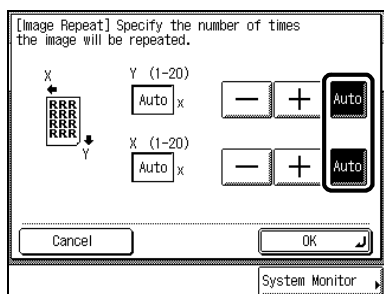 [Image Repeat] Specify the number of times
the image will be repeated.
X
Y (1-20)
Auto x
− + Auto
RRR
RRR
RRR
RRR
Y
X (1-20)
Auto x
− + Auto
Cancel
OK
System Monitor